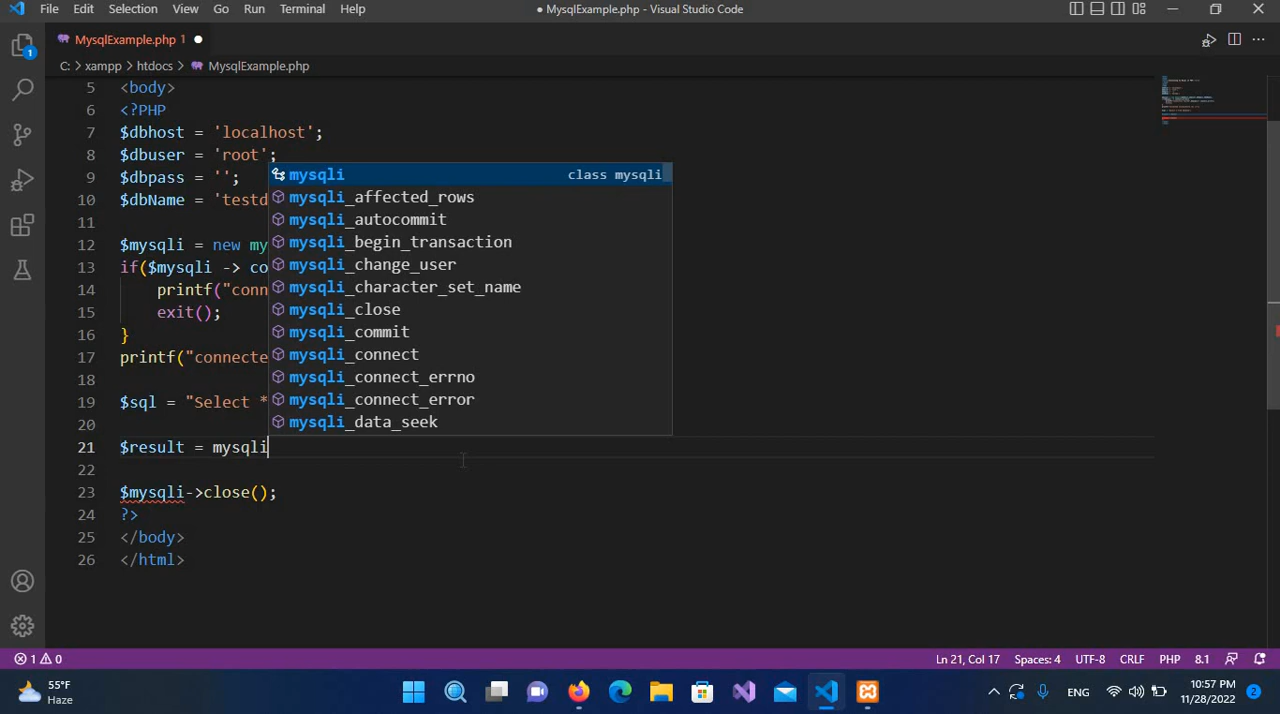 File Edit Selection View Go Run Terminal Help
● MysqlExample.php - Visual Studio Code
MysqlExample.php 1 ●
C: > xampp > htdocs > MysqlExample.php
5 <body>
6 <?PHP
7 $dbhost = 'localhost';
8 $dbuser = 'root';
9 $dbpass = '';
10 $dbName = 'testd
11
12 $mysqli = new my
13 if($mysqli -> co
14 printf("conn
15 exit();
16 }
17 printf("connecte
18
19 $sql = "Select *
20
21 $result = mysqli
22
23 $mysqli->close();
24 ?>
25 </body>
26 </html>
mysqli class mysqli
mysqli_affected_rows
mysqli_autocommit
mysqli_begin_transaction
mysqli_change_user
mysqli_character_set_name
mysqli_close
mysqli_commit
mysqli_connect
mysqli_connect_errno
mysqli_connect_error
mysqli_data_seek
1
1 0 Ln 21, Col 17 Spaces: 4 UTF-8 CRLF PHP 8.1
55°F
Haze
ENG
10:57 PM
11/28/2022
2